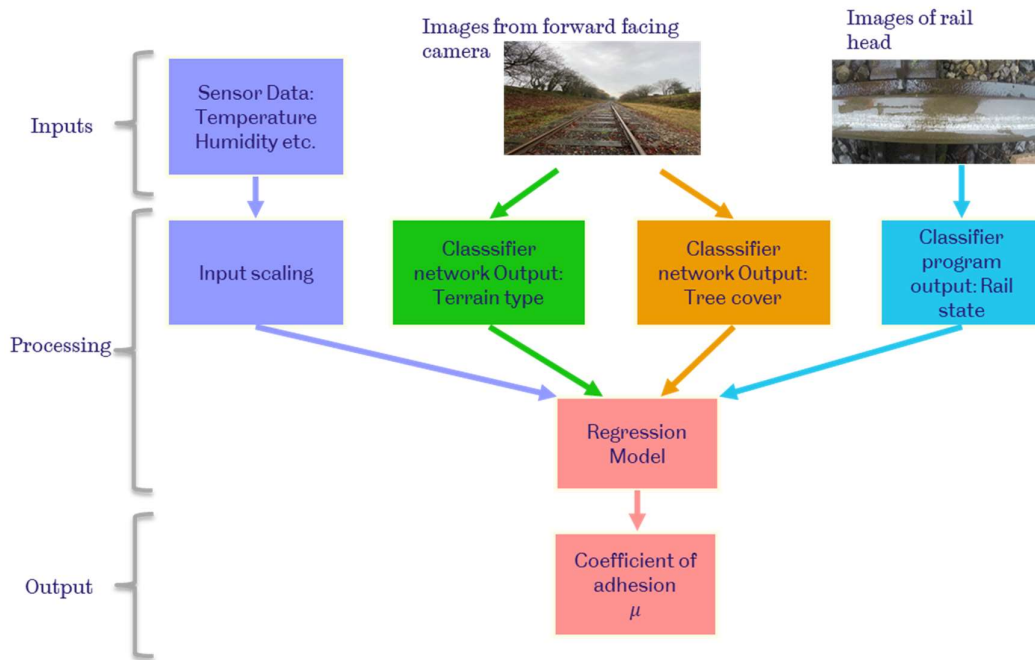 Images from forward facing
camera
Images of rail
head
Inputs
Sensor Data:
Temperature
Humidity etc.
Processing
Input scaling
Classsifier
network Output:
Terrain type
Classsifier
network Output:
Tree cover
Classifier
program
output: Rail
state
Regression
Model
Output
Coefficient of
adhesion
μ